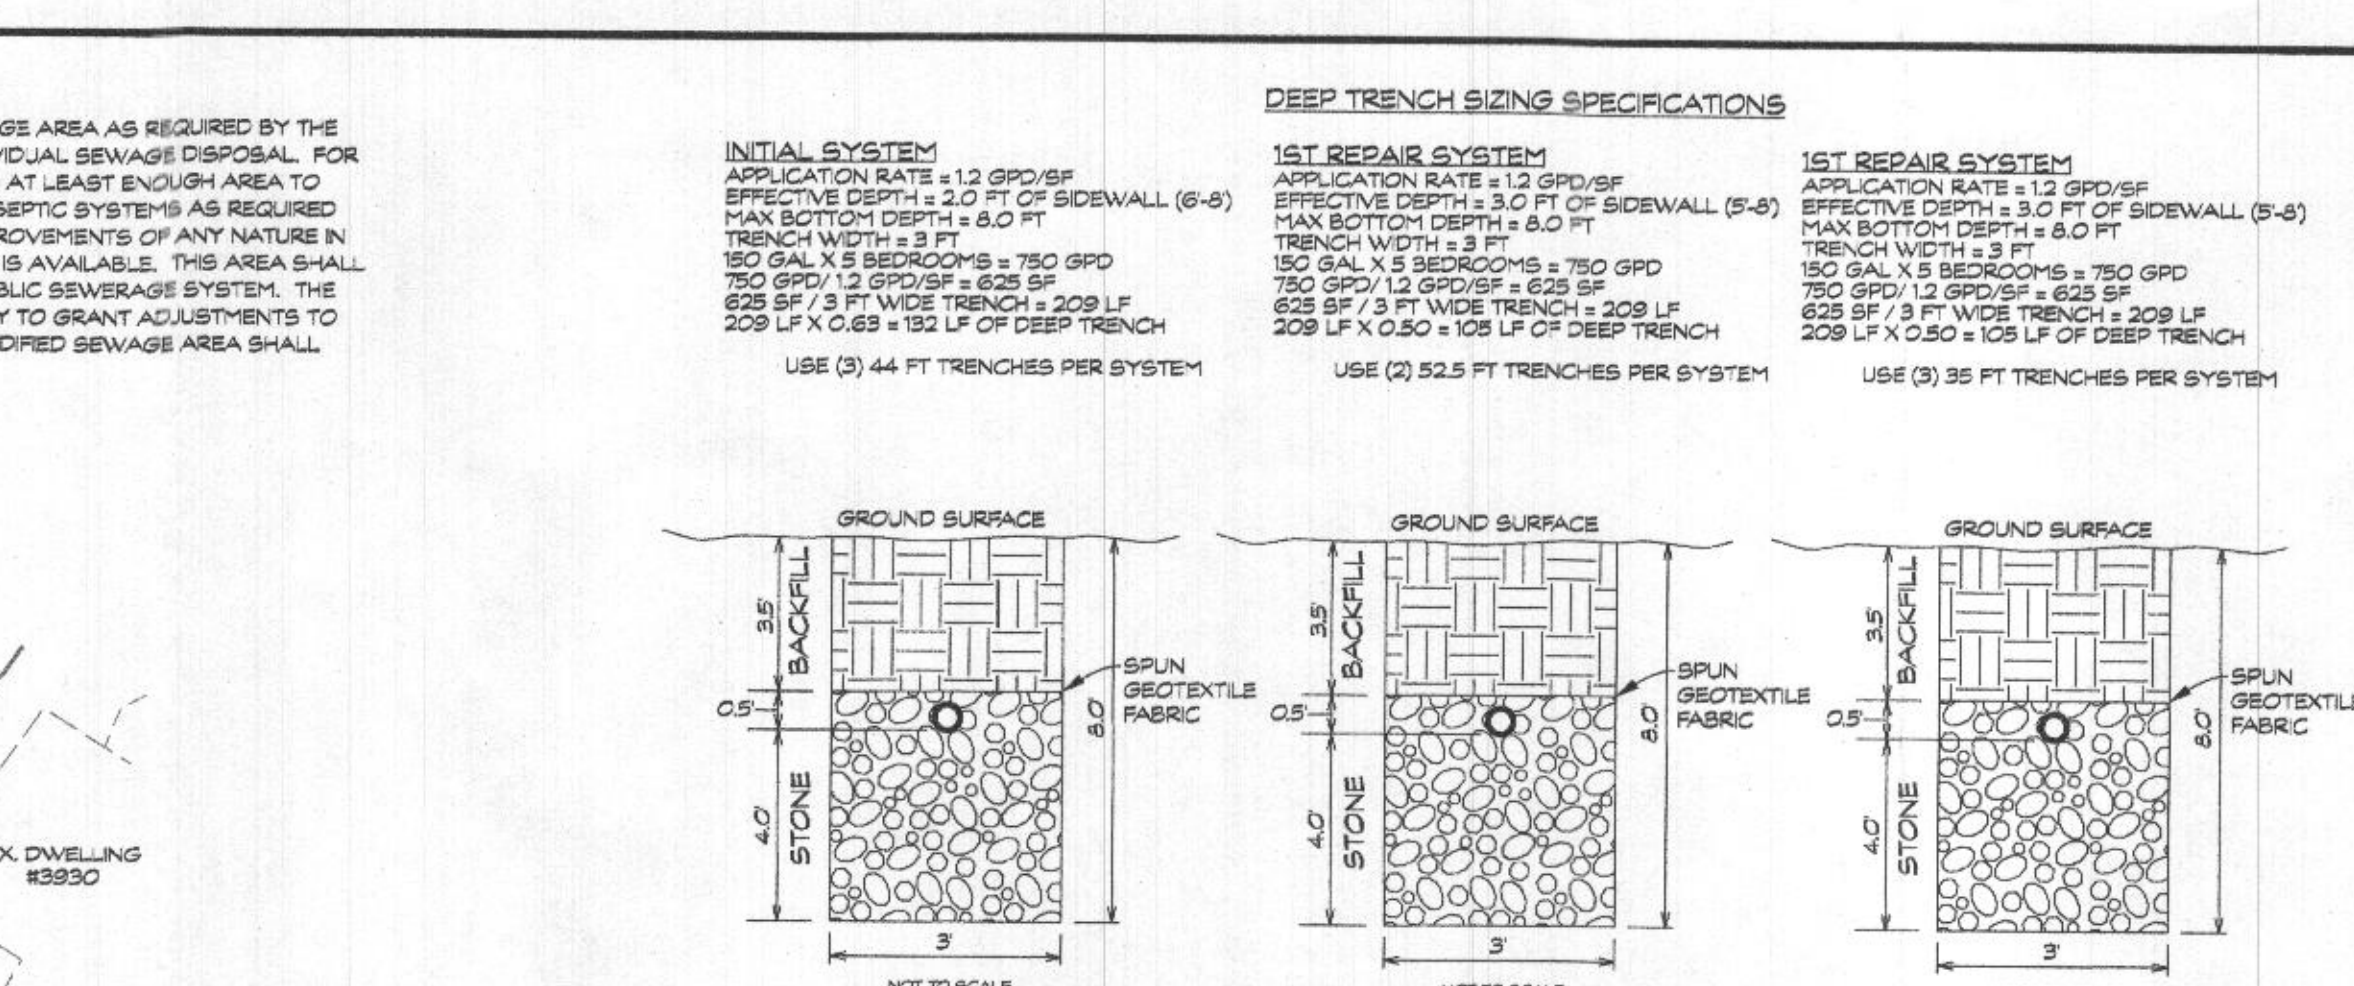 GE AREA AS REQUIRED BY THE
VIDUAL SEWAGE DISPOSAL. FOR
AT LEAST ENOUGH AREA TO
SEPTIC SYSTEMS AS REQUIRED
ROVEMENTS OF ANY NATURE IN
IS AVAILABLE. THIS AREA SHALL
BLIC SEWERAGE SYSTEM. THE
Y TO GRANT ADJUSTMENTS TO
DIFIED SEWAGE AREA SHALL
DEEP TRENCH SIZING SPECIFICATIONS
INITIAL SYSTEM
APPLICATION RATE = 1.2 GPD/SF
EFFECTIVE DEPTH = 2.0 FT OF SIDEWALL (6'-8')
MAX BOTTOM DEPTH = 8.0 FT
TRENCH WIDTH = 3 FT
150 GAL X 5 BEDROOMS = 750 GPD
750 GPD/ 1.2 GPD/SF = 625 SF
625 SF / 3 FT WIDE TRENCH = 209 LF
209 LF X 0.63 = 132 LF OF DEEP TRENCH
USE (3) 44 FT TRENCHES PER SYSTEM
1ST REPAIR SYSTEM
APPLICATION RATE = 1.2 GPD/SF
EFFECTIVE DEPTH = 3.0 FT OF SIDEWALL (5'-8')
MAX BOTTOM DEPTH = 8.0 FT
TRENCH WIDTH = 3 FT
150 GAL X 5 BEDROOMS = 750 GPD
750 GPD/ 1.2 GPD/SF = 625 SF
625 SF / 3 FT WIDE TRENCH = 209 LF
209 LF X 0.50 = 105 LF OF DEEP TRENCH
USE (2) 52.5 FT TRENCHES PER SYSTEM
1ST REPAIR SYSTEM
APPLICATION RATE = 1.2 GPD/SF
EFFECTIVE DEPTH = 3.0 FT OF SIDEWALL (5'-8')
MAX BOTTOM DEPTH = 8.0 FT
TRENCH WIDTH = 3 FT
150 GAL X 5 BEDROOMS = 750 GPD
750 GPD/ 1.2 GPD/SF = 625 SF
625 SF / 3 FT WIDE TRENCH = 209 LF
209 LF X 0.50 = 105 LF OF DEEP TRENCH
USE (3) 35 FT TRENCHES PER SYSTEM
GROUND SURFACE
3.5'
BACKFILL
0.5'
4.0'
STONE
8.0'
SPUN
GEOTEXTILE
FABRIC
3'
NOT TO SCALE
GROUND SURFACE
3.5'
BACKFILL
0.5'
4.0'
STONE
8.0'
SPUN
GEOTEXTILE
FABRIC
3'
NOT TO SCALE
GROUND SURFACE
3.5'
BACKFILL
0.5'
4.0'
STONE
8.0'
SPUN
GEOTEXTILE
FABRIC
3'
X. DWELLING
#3930